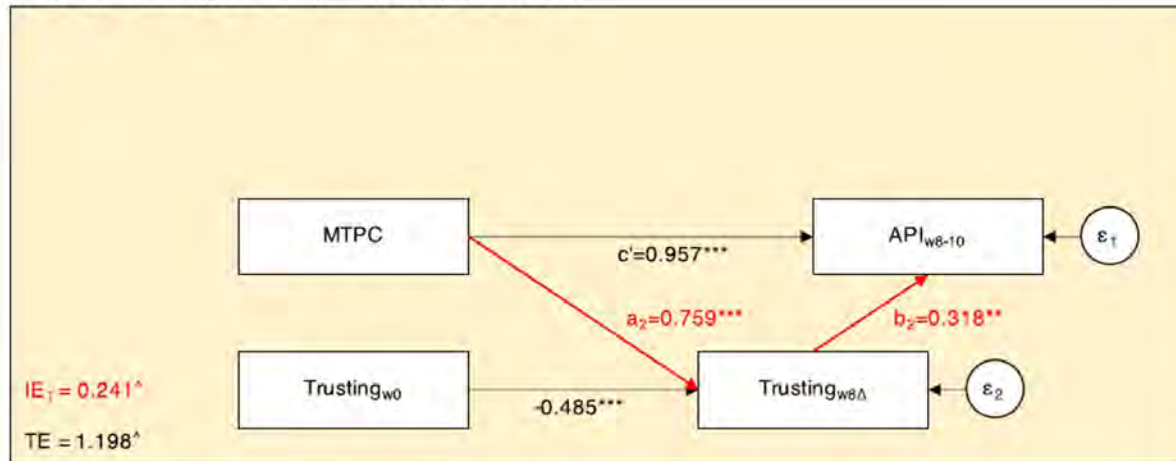 MTPC
API w8-10
ε1
c'=0.957***
a2=0.759***
b2=0.318**
IE_T = 0.241^
Trusting w0
-0.485***
Trusting w8Δ
ε2
TE = 1.198^